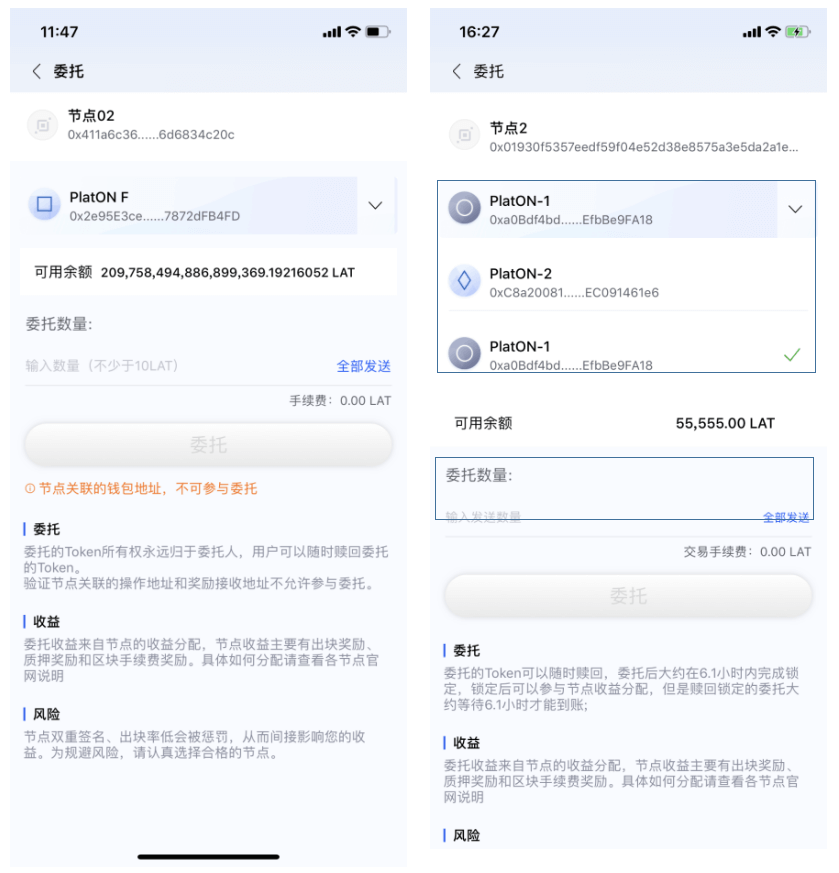 11:47
委托
节点02
0x411a6c36......6d6834c20c
PlatON F
0x2e95E3ce......7872dFB4FD
可用余额 209,758,494,886,899,369.19216052 LAT
委托数量:
输入数量（不少于10LAT） 全部发送
手续费：0.00 LAT
委托
节点关联的钱包地址，不可参与委托
委托
委托的Token所有权永远归于委托人，用户可以随时赎回委托
的Token。
验证节点关联的操作地址和奖励接收地址不允许参与委托。
收益
委托收益来自节点的收益分配，节点收益主要有出块奖励、
质押奖励和区块手续费奖励。具体如何分配请查看各节点官
网说明
风险
节点双重签名、出块率低会被惩罚，从而间接影响您的收
益。为规避风险，请认真选择合格的节点。
16:27
委托
节点2
0x01930f5357eedf59f04e52d38e8575a3e5da2a1e...
PlatON-1
0xa0Bdf4bd......EfbBe9FA18
PlatON-2
0xC8a20081......EC091461e6
PlatON-1
0xa0Bdf4bd......EfbBe9FA18
可用余额 55,555.00 LAT
委托数量:
输入发送数量 全部发送
交易手续费：0.00 LAT
委托
委托
委托的Token可以随时赎回，委托后大约在6.1小时内完成锁
定，锁定后可以参与节点收益分配，但是赎回锁定的委托大
约等待6.1小时才能到账;
收益
委托收益来自节点的收益分配，节点收益主要有出块奖励、
质押奖励和区块手续费奖励。具体如何分配请查看各节点官
网说明
风险